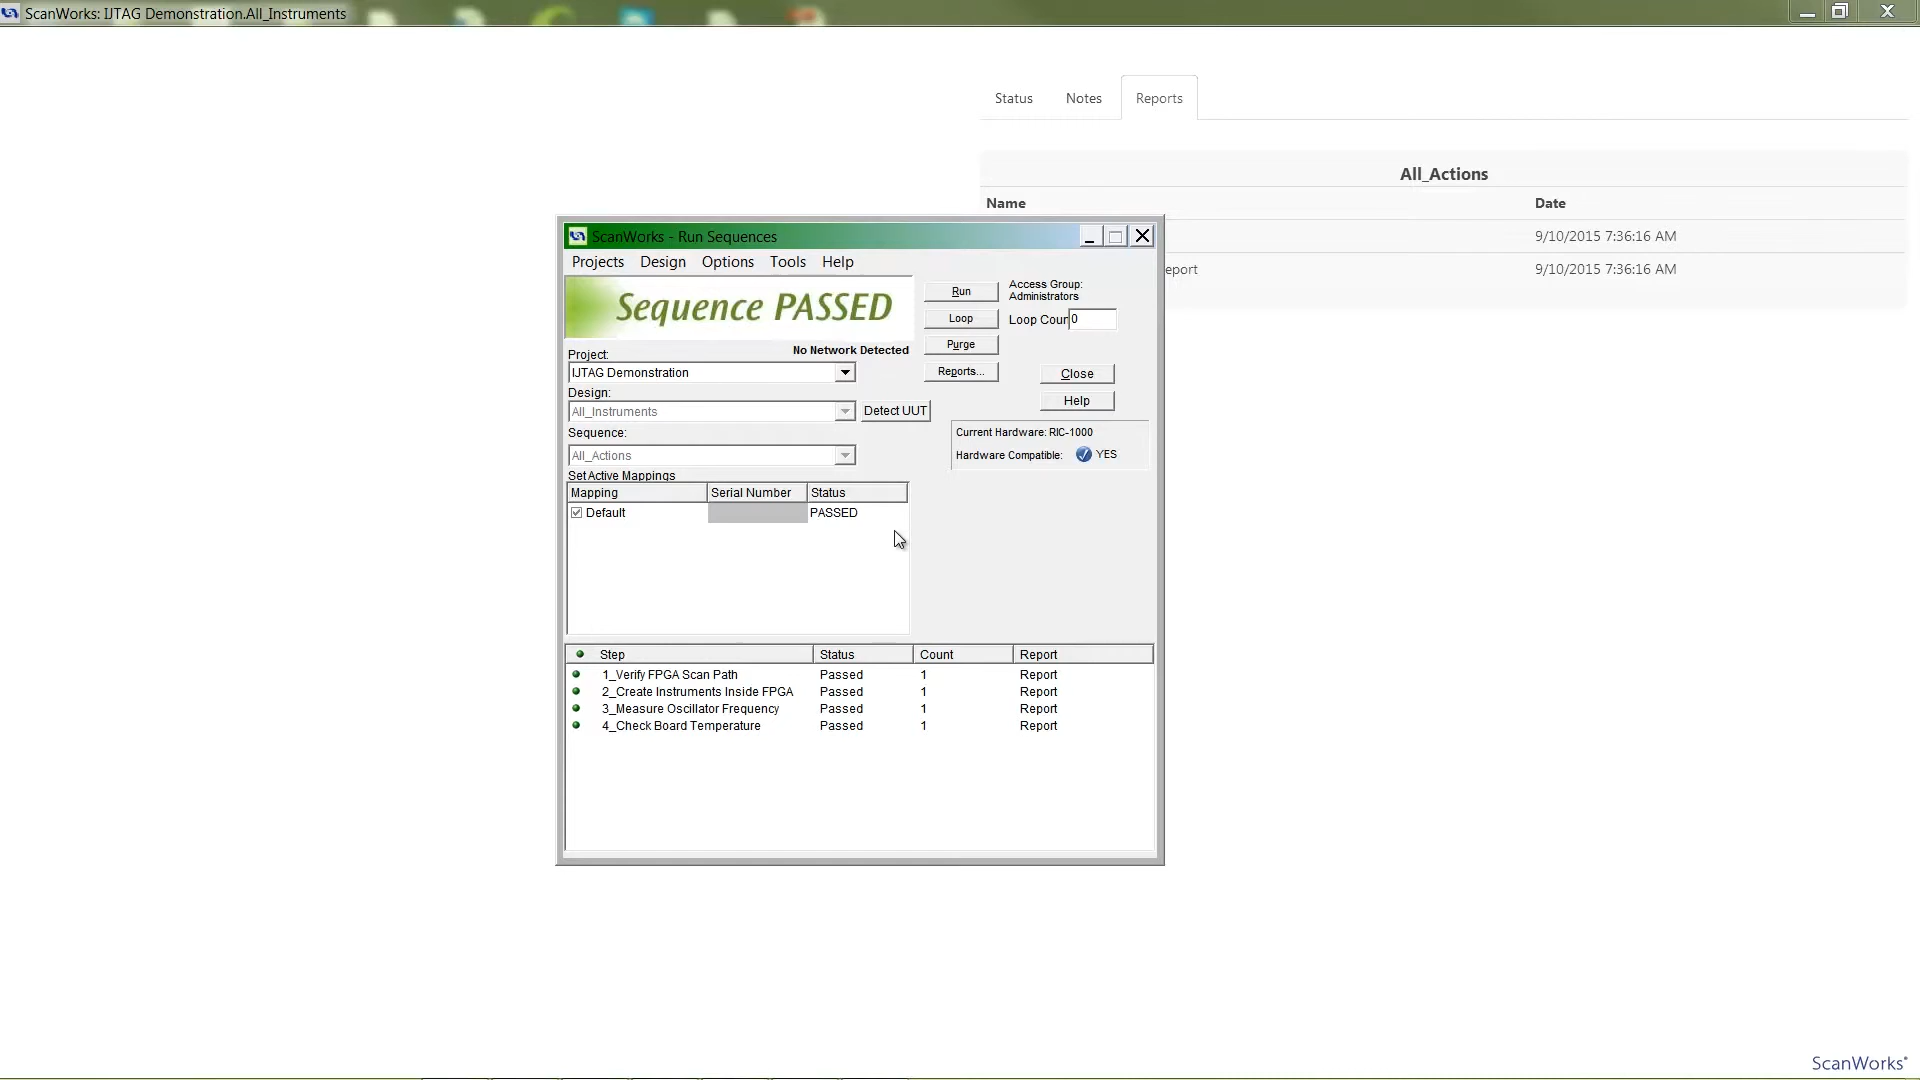 ScanWorks: IJTAG Demonstration.All_Instruments
Status Notes Reports
All_Actions
Name Date
9/10/2015 7:36:16 AM
eport 9/10/2015 7:36:16 AM
ScanWorks - Run Sequences
Projects Design Options Tools Help
Sequence PASSED
No Network Detected
Run
Loop
Purge
Reports...
Access Group:
Administrators
Loop Cour 0
Close
Help
Project:
IJTAG Demonstration
Design:
All_Instruments
Detect UUT
Sequence:
All_Actions
Current Hardware: RIC-1000
Hardware Compatible: YES
Set Active Mappings
Mapping Serial Number Status
Default PASSED
Step Status Count Report
1_Verify FPGA Scan Path Passed 1 Report
2_Create Instruments Inside FPGA Passed 1 Report
3_Measure Oscillator Frequency Passed 1 Report
4_Check Board Temperature Passed 1 Report
ScanWorks®